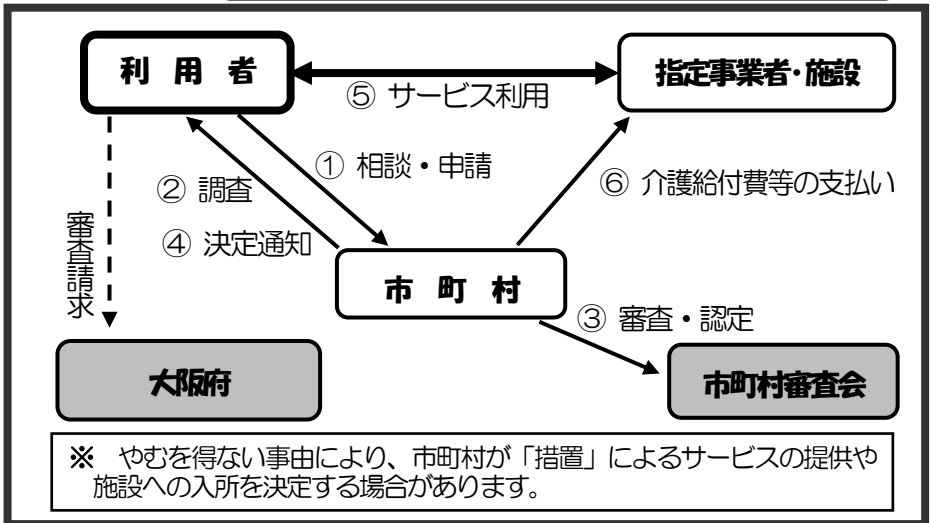 利用者
指定事業者・施設
⑤ サービス利用
① 相談・申請
② 調査
⑥ 介護給付費等の支払い
④ 決定通知
審査請求
市町村
③ 審査・認定
大阪府
市町村審査会
※ やむを得ない事由により、市町村が「措置」によるサービスの提供や
施設への入所を決定する場合があります。